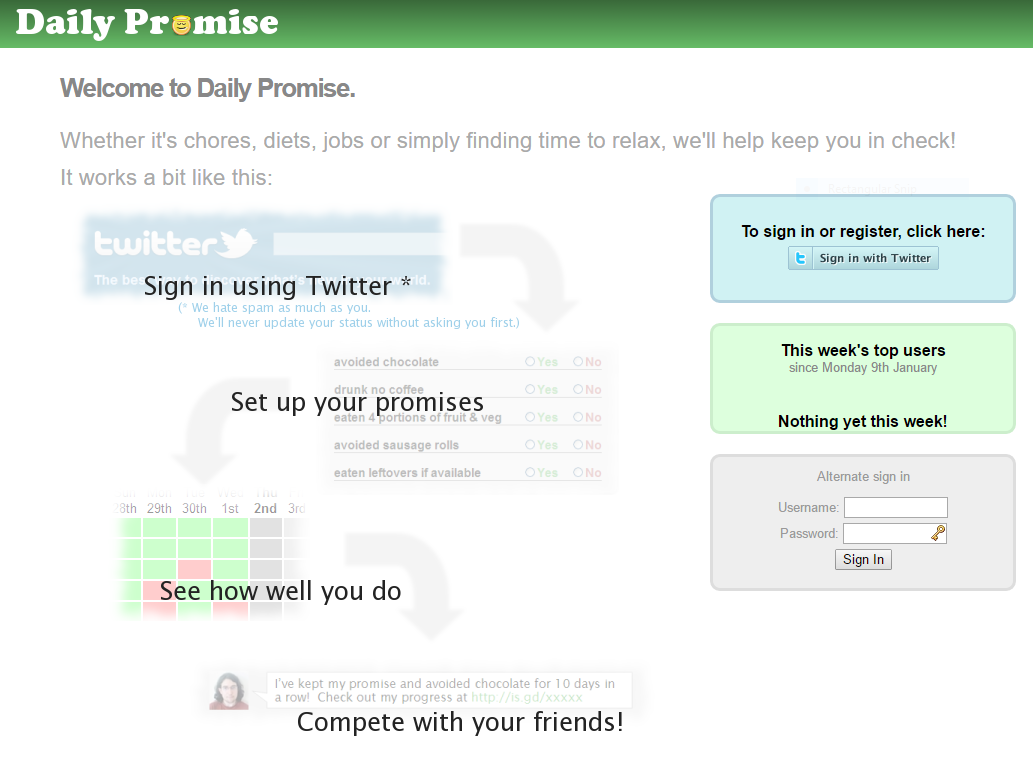 Daily Promise
Welcome to Daily Promise.
Whether it's chores, diets, jobs or simply finding time to relax, we'll help keep you in check!
It works a bit like this:
Rectangular Snip
twitter
The best way to discover what's new in your world.
Sign in using Twitter *
(* We hate spam as much as you.
We'll never update your status without asking you first.)
avoided chocolate Yes No
drunk no coffee Yes No
Set up your promises
eaten 4 portions of fruit & veg Yes No
avoided sausage rolls Yes No
eaten leftovers if available Yes No
Mon Tue Wed Thu
28th 29th 30th 1st 2nd 3rd
See how well you do
I've kept my promise and avoided chocolate for 10 days in
a row! Check out my progress at http://is.gd/xxxxx
Compete with your friends!
To sign in or register, click here:
Sign in with Twitter
This week's top users
since Monday 9th January
Nothing yet this week!
Alternate sign in
Username:
Password:
Sign In